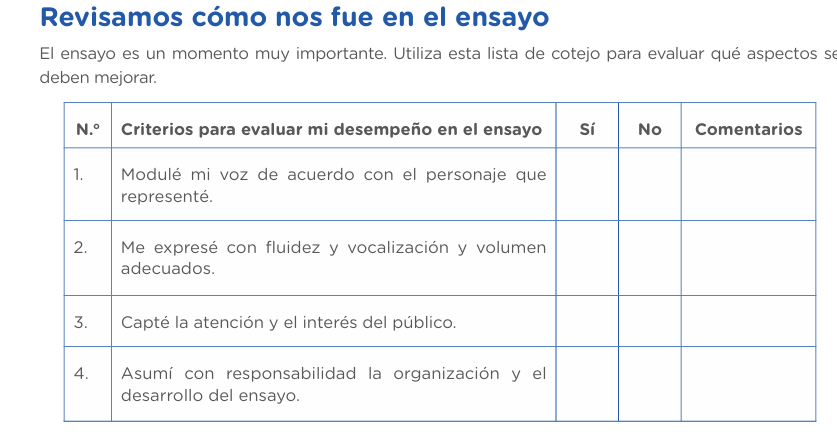 Revisamos cómo nos fue en el ensayo
El ensayo es un momento muy importante. Utiliza esta lista de cotejo para evaluar qué aspectos se
deben mejorar.
N.° Criterios para evaluar mi desempeño en el ensayo Sí No Comentarios
1. Modulé mi voz de acuerdo con el personaje que
representé.
2. Me expresé con fluidez y vocalización y volumen
adecuados.
3. Capté la atención y el interés del público.
4. Asumí con responsabilidad la organización y el
desarrollo del ensayo.